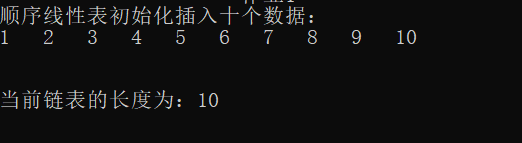 顺序线性表初始化插入十个数据：
1 2 3 4 5 6 7 8 9 10
当前链表的长度为：10